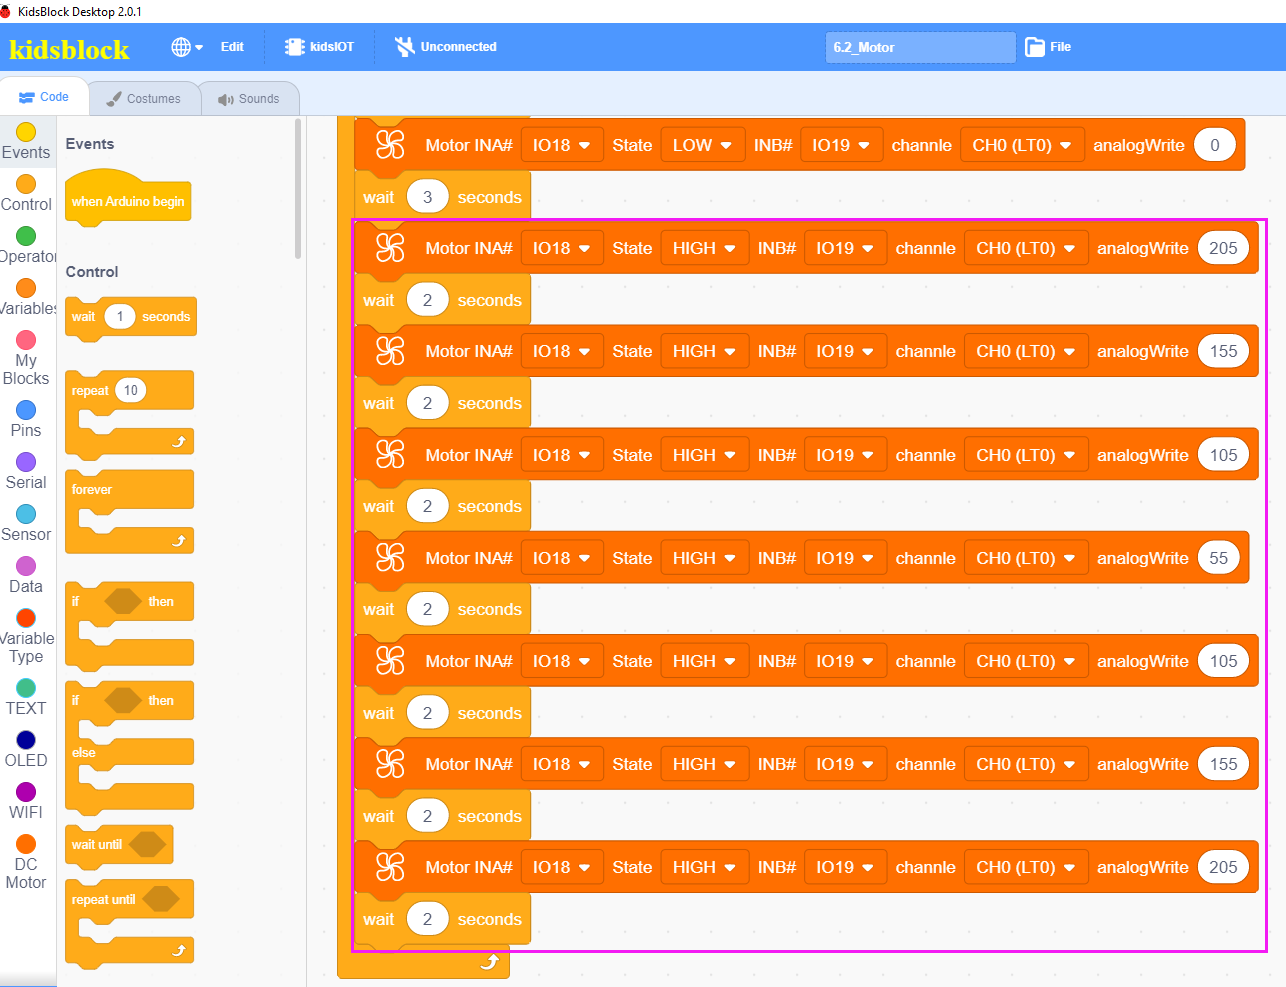 KidsBlock Desktop 2.0.1
kidsblock Edit kidsIOT Unconnected 6.2_Motor File
Code Costumes Sounds
Events
Control
Operator
Variables
My
Blocks
Pins
Serial
Sensor
Data
Variable
Type
TEXT
OLED
WIFI
DC
Motor
Events
when Arduino begin
Control
wait 1 seconds
repeat 10
forever
if then
if then
else
wait until
repeat until
Motor INA# IO18 State LOW INB# IO19 channle CH0 (LT0) analogWrite 0
wait 3 seconds
Motor INA# IO18 State HIGH INB# IO19 channle CH0 (LT0) analogWrite 205
wait 2 seconds
Motor INA# IO18 State HIGH INB# IO19 channle CH0 (LT0) analogWrite 155
wait 2 seconds
Motor INA# IO18 State HIGH INB# IO19 channle CH0 (LT0) analogWrite 105
wait 2 seconds
Motor INA# IO18 State HIGH INB# IO19 channle CH0 (LT0) analogWrite 55
wait 2 seconds
Motor INA# IO18 State HIGH INB# IO19 channle CH0 (LT0) analogWrite 105
wait 2 seconds
Motor INA# IO18 State HIGH INB# IO19 channle CH0 (LT0) analogWrite 155
wait 2 seconds
Motor INA# IO18 State HIGH INB# IO19 channle CH0 (LT0) analogWrite 205
wait 2 seconds